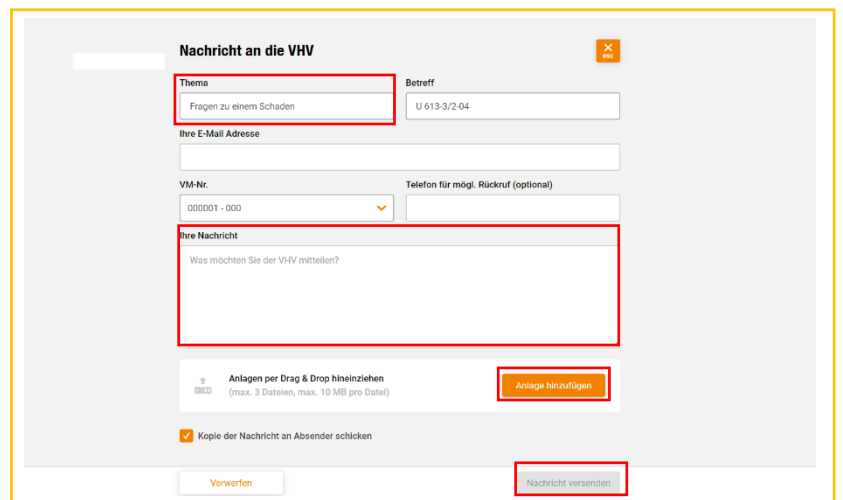 Nachricht an die VHV
esc
Thema
Betreff
Fragen zu einem Schaden
U 613-3/2-04
Ihre E-Mail Adresse
VM-Nr.
Telefon für mögl. Rückruf (optional)
000001 - 000
Ihre Nachricht
Was möchten Sie der VHV mitteilen?
Anlagen per Drag & Drop hineinziehen
(max. 3 Dateien, max. 10 MB pro Datei)
Anlage hinzufügen
Kopie der Nachricht an Absender schicken
Verwerfen
Nachricht versenden